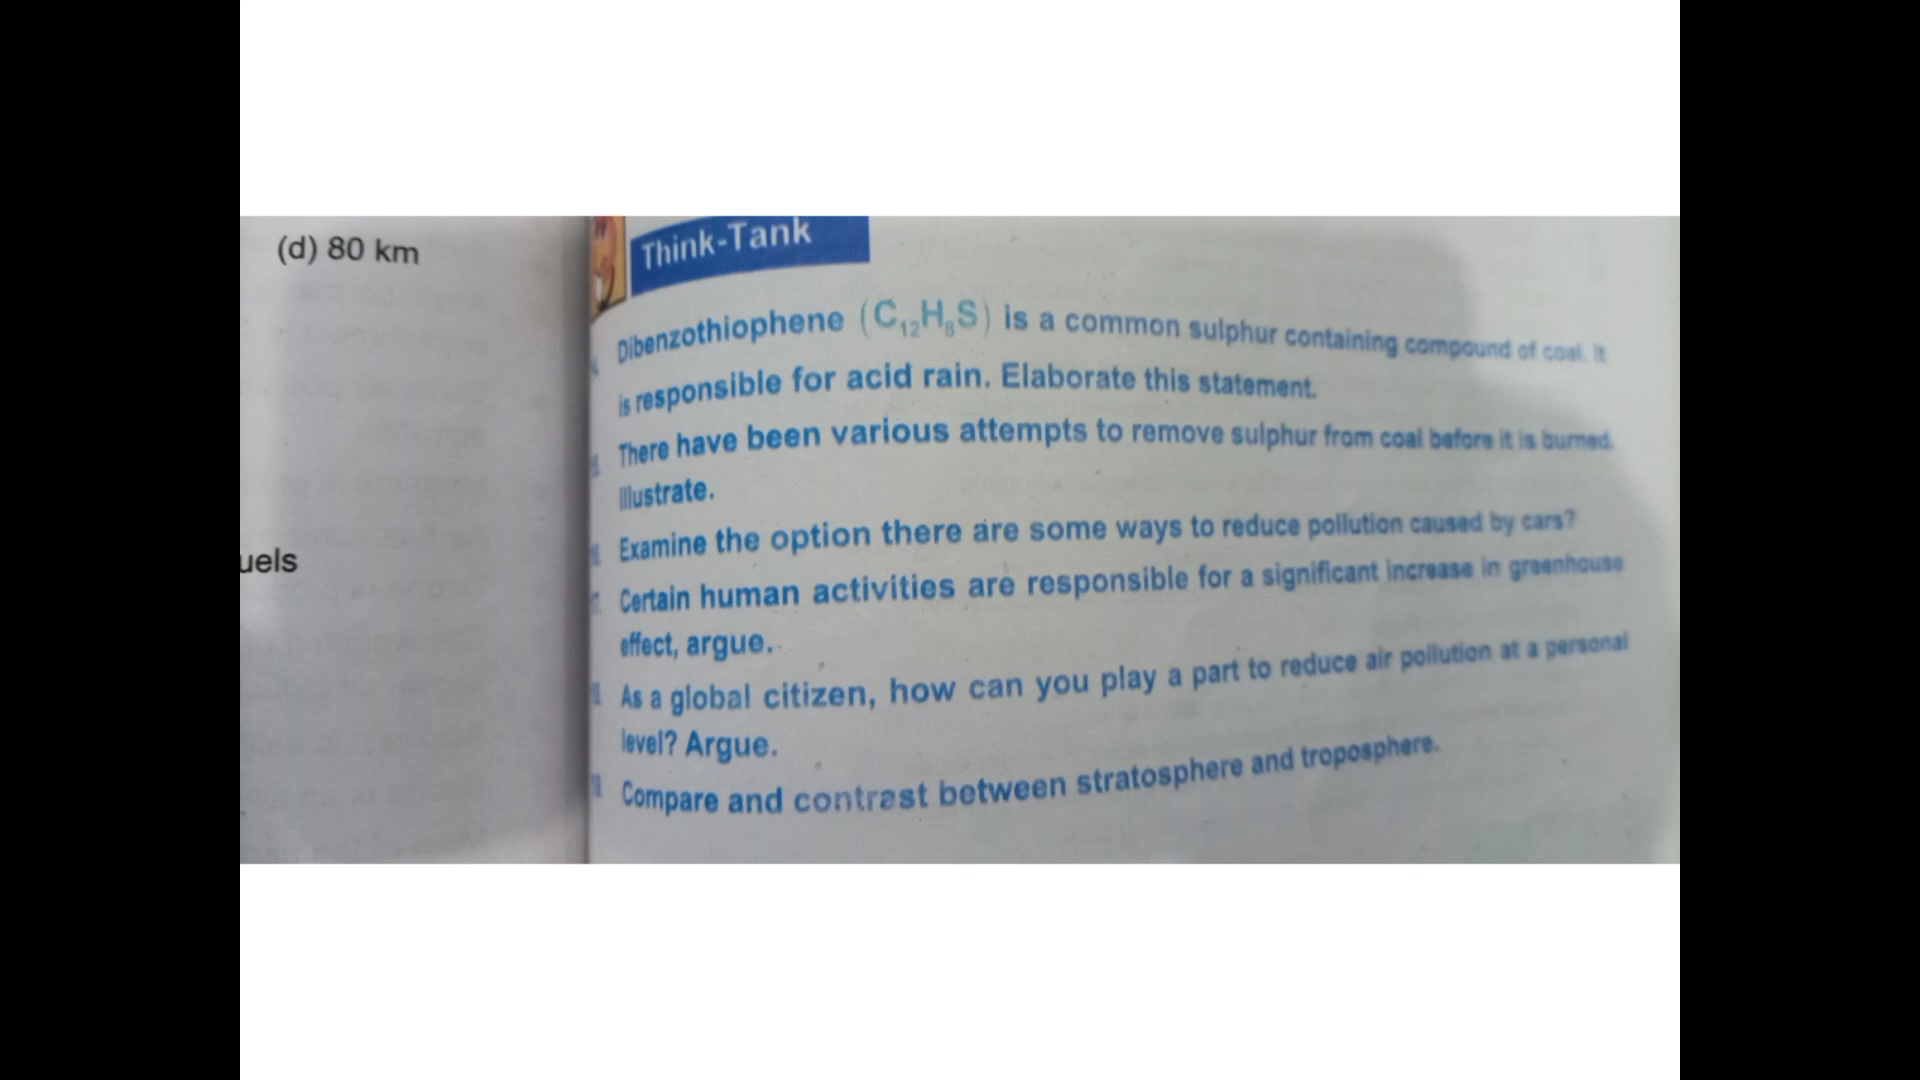 (d) 80 km
uels
Think-Tank
Dibenzothiophene (C₁₂H₈S) is a common sulphur containing compound of coal. It
is responsible for acid rain. Elaborate this statement.
There have been various attempts to remove sulphur from coal before it is burned.
Illustrate.
Examine the option there are some ways to reduce pollution caused by cars?
Certain human activities are responsible for a significant increase in greenhouse
effect, argue.
As a global citizen, how can you play a part to reduce air pollution at a personal
level? Argue.
Compare and contrast between stratosphere and troposphere.